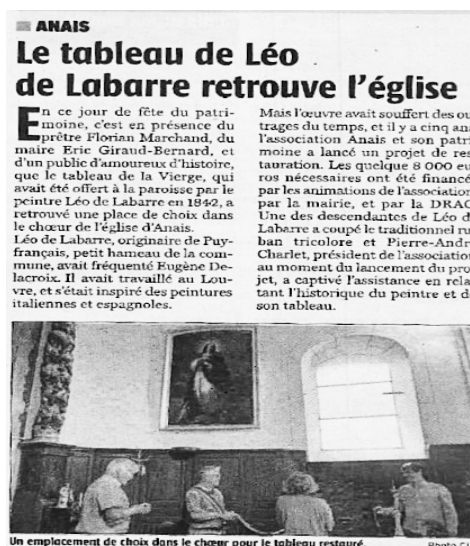 ANAIS
Le tableau de Léo
de Labarre retrouve l'église
En ce jour de fête du patri-
moine, c'est en présence du
prêtre Florian Marchand, du
maire Eric Giraud-Bernard, et
d'un public d'amoureux d'histoire,
que le tableau de la Vierge, qui
avait été offert à la paroisse par le
peintre Léo de Labarre en 1842, a
retrouvé une place de choix dans
le chœur de l'église d'Anais.
Léo de Labarre, originaire de Puy-
français, petit hameau de la com-
mune, avait fréquenté Eugène De-
lacroix. Il avait travaillé au Lou-
vre, et s'était inspiré des peintures
italiennes et espagnoles.
Mais l'œuvre avait souffert des ou
trages du temps, et il y a cinq an
l'association Anais et son patri
moine a lancé un projet de res
tauration. Les quelque 8 000 eu
ros nécessaires ont été financé
par les animations de l'association
par la mairie, et par la DRAC
Une des descendantes de Léo d
Labarre a coupé le traditionnel ru
ban tricolore et Pierre-Andr
Charlet, président de l'association
au moment du lancement du pro
jet, a captivé l'assistance en rela
tant l'historique du peintre et d
son tableau.
Un emplacement de choix dans le chœur pour le tableau restauré.
Photo